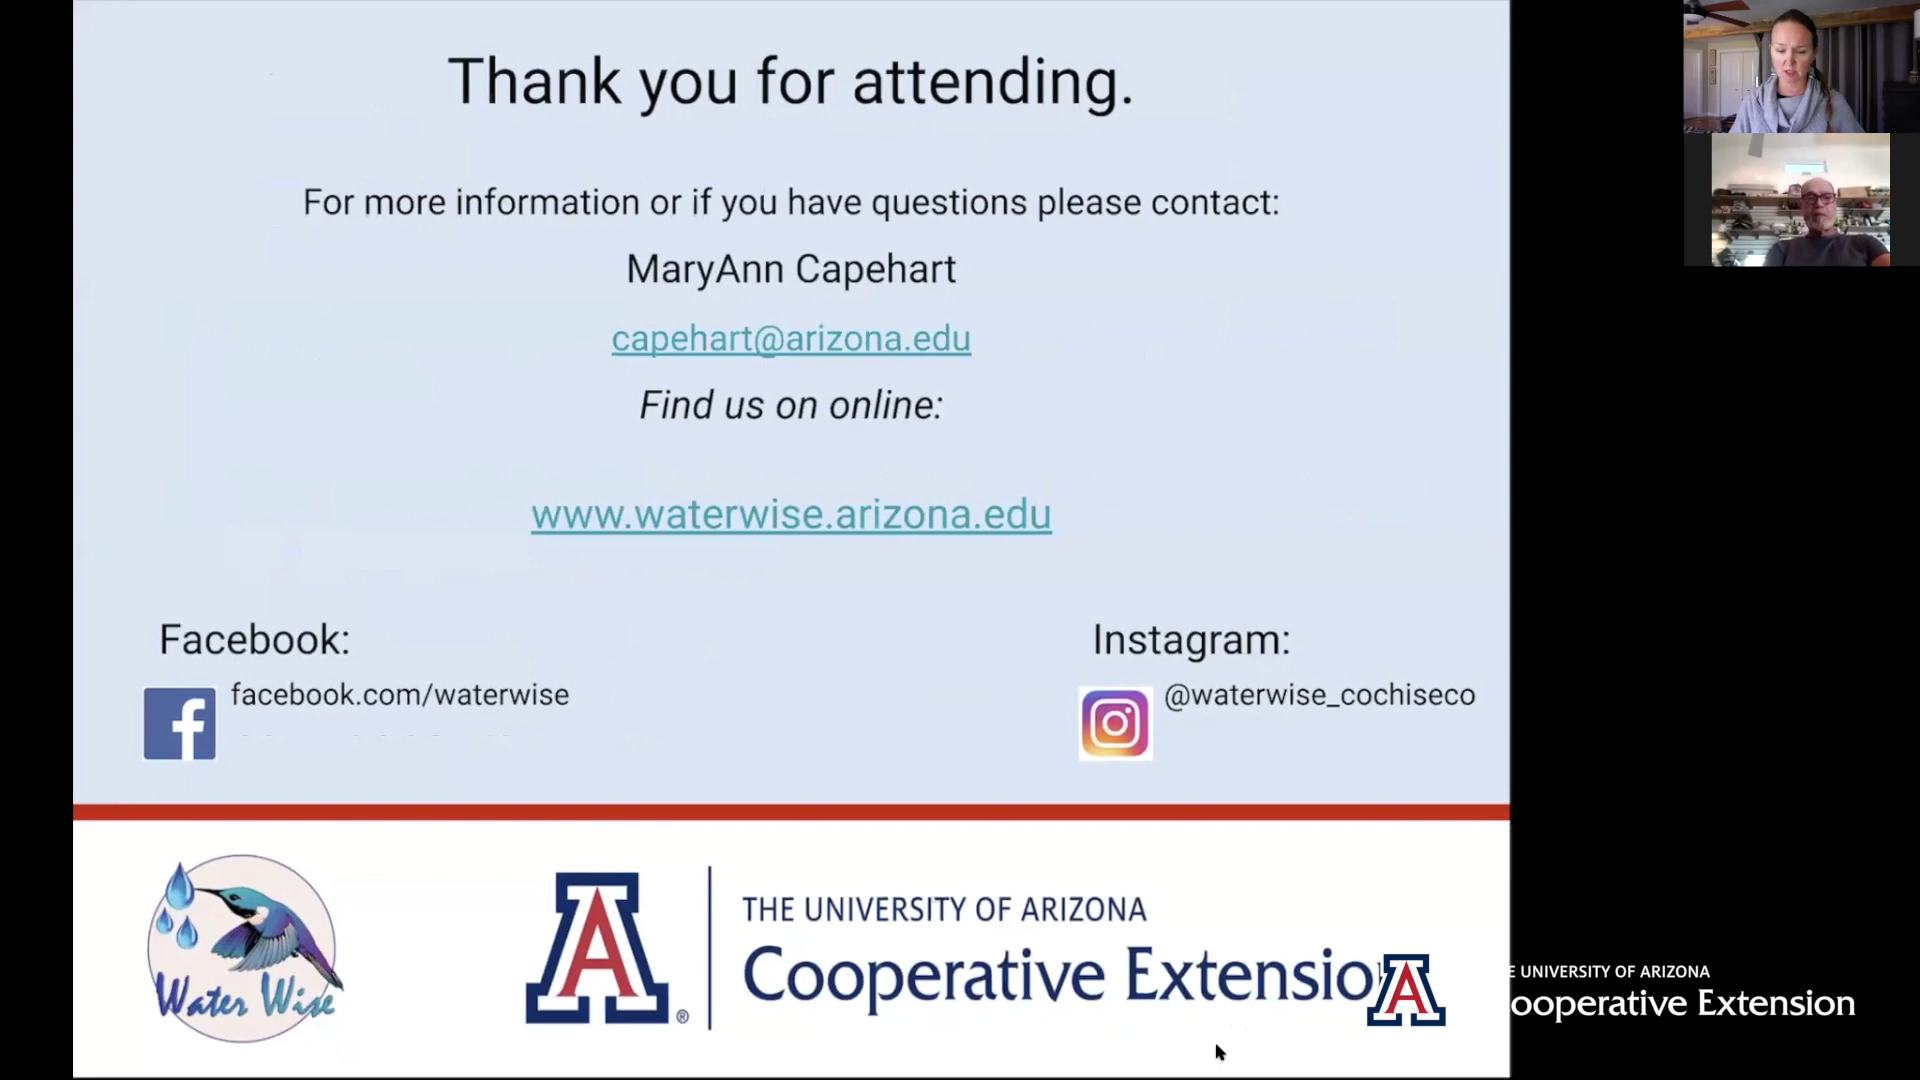 Thank you for attending.
For more information or if you have questions please contact:
MaryAnn Capehart
capehart@arizona.edu
Find us on online:
www.waterwise.arizona.edu
Facebook:
facebook.com/waterwise
Instagram:
@waterwise_cochiseco
Water Wise
A®
THE UNIVERSITY OF ARIZONA
Cooperative Extensio
A
E UNIVERSITY OF ARIZONA
ooperative Extension